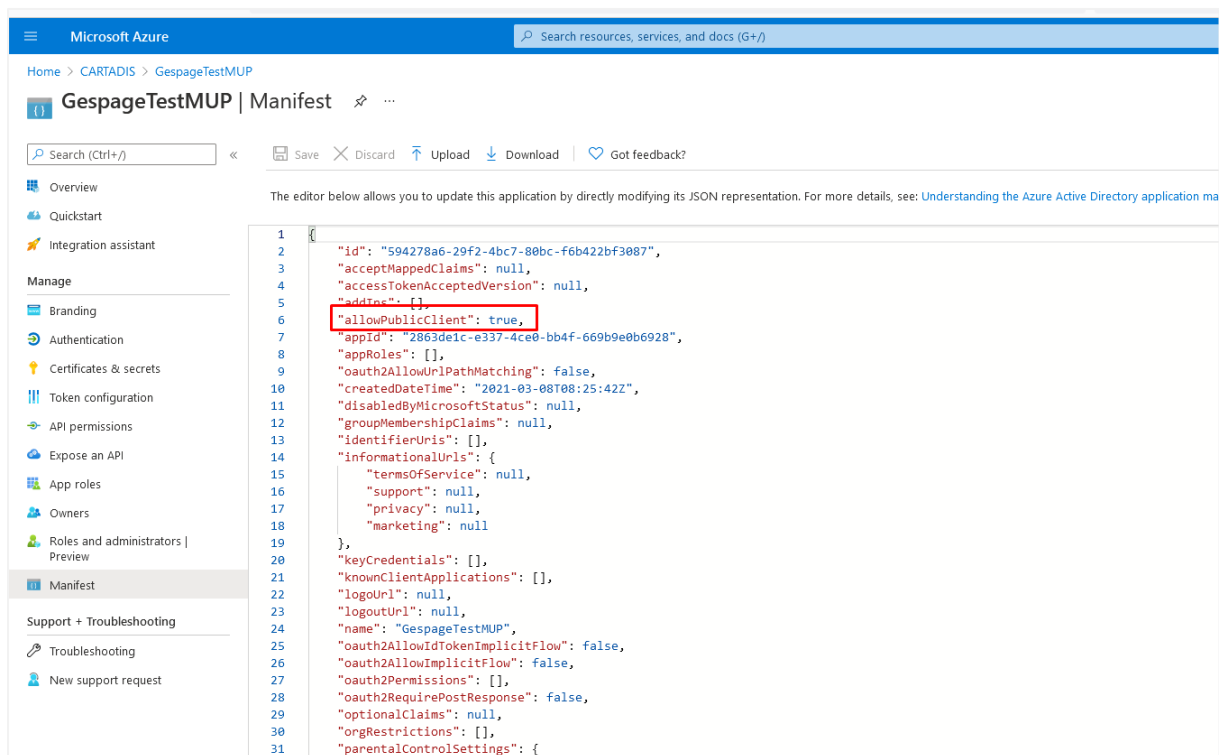 Microsoft Azure
Search resources, services, and docs (G+/)
Home > CARTADIS > GespageTestMUP
GespageTestMUP | Manifest
Search (Ctrl+/)
«
Save
Discard
Upload
Download
Got feedback?
Overview
Quickstart
Integration assistant
Manage
Branding
Authentication
Certificates & secrets
Token configuration
API permissions
Expose an API
App roles
Owners
Roles and administrators |
Preview
Manifest
Support + Troubleshooting
Troubleshooting
New support request
The editor below allows you to update this application by directly modifying its JSON representation. For more details, see: Understanding the Azure Active Directory application ma
1 {
2 "id": "594278a6-29f2-4bc7-80bc-f6b422bf3087",
3 "acceptMappedClaims": null,
4 "accessTokenAcceptedVersion": null,
5 "addIns": [],
6 "allowPublicClient": true,
7 "appId": "2863de1c-e337-4ce0-bb4f-669b9e0b6928",
8 "appRoles": [],
9 "oauth2AllowUrlPathMatching": false,
10 "createdDateTime": "2021-03-08T08:25:42Z",
11 "disabledByMicrosoftStatus": null,
12 "groupMembershipClaims": null,
13 "identifierUris": [],
14 "informationalUrls": {
15 "termsOfService": null,
16 "support": null,
17 "privacy": null,
18 "marketing": null
19 },
20 "keyCredentials": [],
21 "knownClientApplications": [],
22 "logoUrl": null,
23 "logoutUrl": null,
24 "name": "GespageTestMUP",
25 "oauth2AllowIdTokenImplicitFlow": false,
26 "oauth2AllowImplicitFlow": false,
27 "oauth2Permissions": [],
28 "oauth2RequirePostResponse": false,
29 "optionalClaims": null,
30 "orgRestrictions": [],
31 "parentalControlSettings": {